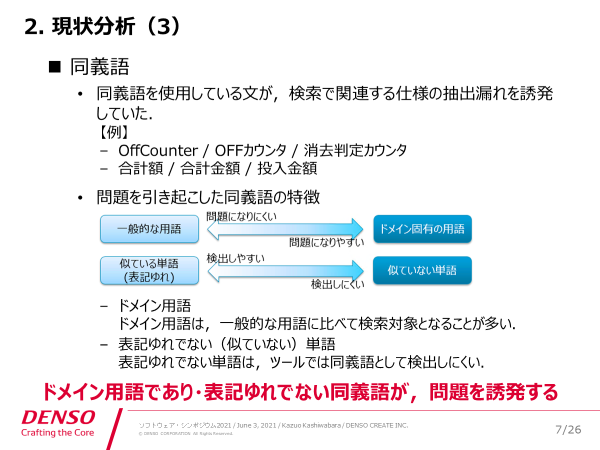 2. 現状分析（3）
■ 同義語
• 同義語を使用している文が，検索で関連する仕様の抽出漏れを誘発
していた．
【例】
– OffCounter / OFFカウンタ / 消去判定カウンタ
– 合計額 / 合計金額 / 投入金額
• 問題を引き起こした同義語の特徴
一般的な用語
問題になりにくい
問題になりやすい
ドメイン固有の用語
似ている単語
(表記ゆれ)
検出しやすい
検出しにくい
似ていない単語
– ドメイン用語
ドメイン用語は，一般的な用語に比べて検索対象となることが多い．
– 表記ゆれでない（似ていない）単語
表記ゆれでない単語は，ツールでは同義語として検出しにくい．
ドメイン用語であり・表記ゆれでない同義語が，問題を誘発する
DENSO
Crafting the Core
ソフトウェア・シンポジウム2021 / June 3, 2021 / Kazuo Kashiwabara / DENSO CREATE INC.
© DENSO CORPORATION All Rights Reserved.
7/26